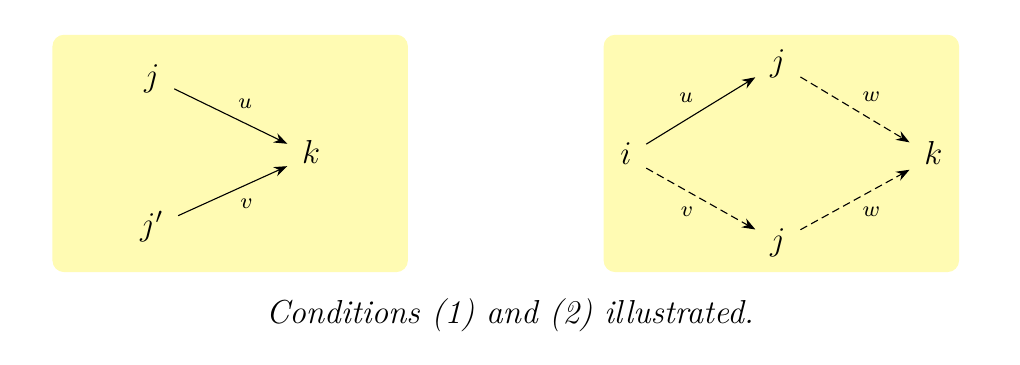 j
u
k
v
j′
j
u
w
i
k
v
w
j
Conditions (1) and (2) illustrated.